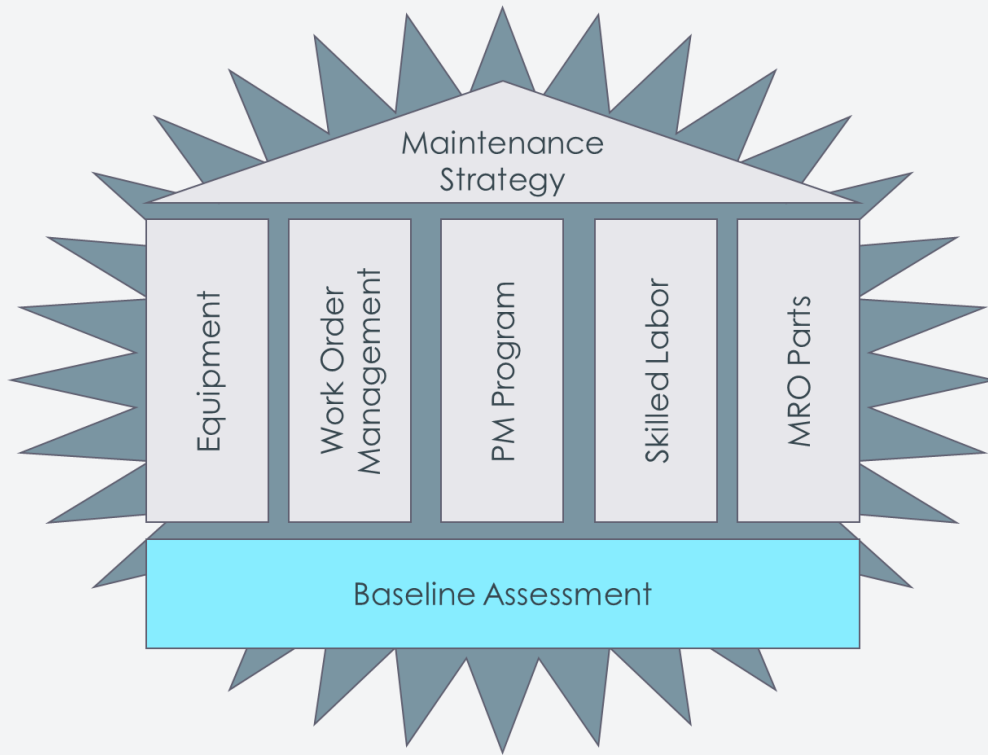 Maintenance
Strategy
Equipment
Work Order
Management
PM Program
Skilled Labor
MRO Parts
Baseline Assessment